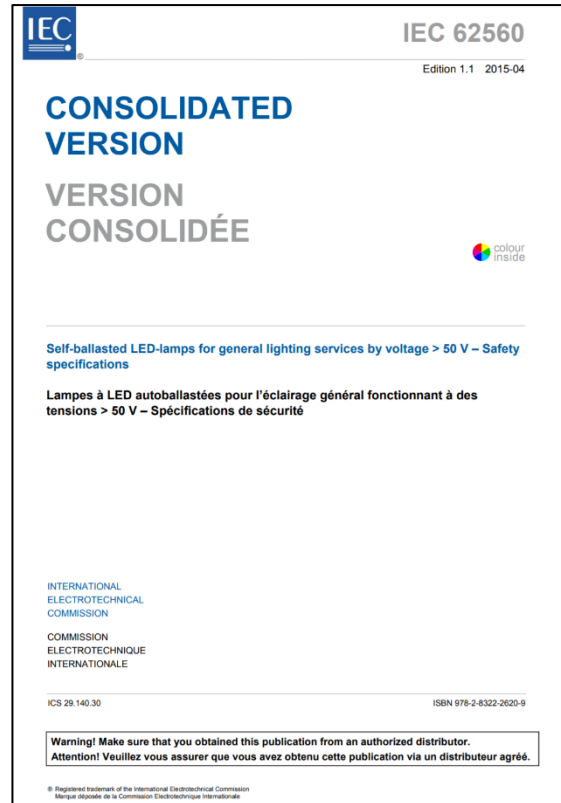 IEC
®
IEC 62560
Edition 1.1 2015-04
CONSOLIDATED
VERSION
VERSION
CONSOLIDÉE
colour
inside
Self-ballasted LED-lamps for general lighting services by voltage > 50 V – Safety
specifications
Lampes à LED autoballastées pour l'éclairage général fonctionnant à des
tensions > 50 V – Spécifications de sécurité
INTERNATIONAL
ELECTROTECHNICAL
COMMISSION
COMMISSION
ELECTROTECHNIQUE
INTERNATIONALE
ICS 29.140.30
ISBN 978-2-8322-2620-9
Warning! Make sure that you obtained this publication from an authorized distributor.
Attention! Veuillez vous assurer que vous avez obtenu cette publication via un distributeur agréé.
® Registered trademark of the International Electrotechnical Commission
Marque déposée de la Commission Electrotechnique Internationale